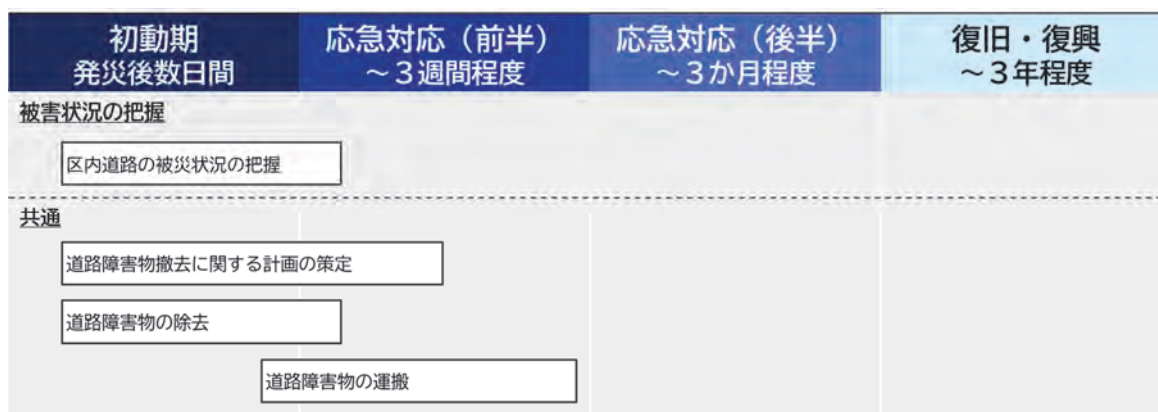 初動期
発災後数日間
応急対応（前半）
～３週間程度
応急対応（後半）
～３か月程度
復旧・復興
～３年程度
被害状況の把握
区内道路の被災状況の把握
共通
道路障害物撤去に関する計画の策定
道路障害物の除去
道路障害物の運搬